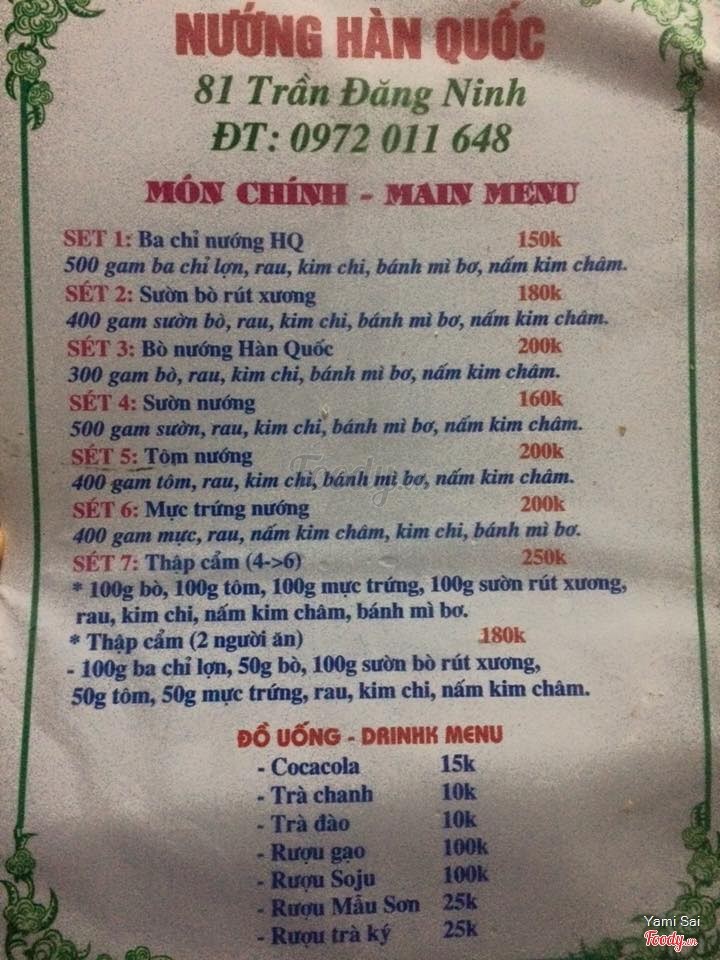 NƯỚNG HÀN QUỐC
81 Trần Đăng Ninh
ĐT: 0972 011 648
MÓN CHÍNH - MAIN MENU
SET 1: Ba chỉ nướng HQ 150k
500 gam ba chỉ lợn, rau, kim chi, bánh mì bơ, nấm kim châm.
SÉT 2: Sườn bò rút xương 180k
400 gam sườn bò, rau, kim chi, bánh mì bơ, nấm kim châm.
SÉT 3: Bò nướng Hàn Quốc 200k
300 gam bò, rau, kim chi, bánh mì bơ, nấm kim châm.
SÉT 4: Sườn nướng 160k
500 gam sườn, rau, kim chi, bánh mì bơ, nấm kim châm.
SÉT 5: Tôm nướng 200k
400 gam tôm, rau, kim chi, bánh mì bơ, nấm kim châm.
SÉT 6: Mực trứng nướng 200k
400 gam mực, rau, nấm kim châm, kim chi, bánh mì bơ.
SÉT 7: Thập cẩm (4->6) 250k
* 100g bò, 100g tôm, 100g mực trứng, 100g sườn rút xương,
rau, kim chi, nấm kim châm, bánh mì bơ.
* Thập cẩm (2 người ăn) 180k
- 100g ba chỉ lợn, 50g bò, 100g sườn bò rút xương,
50g tôm, 50g mực trứng, rau, kim chi, nấm kim châm.
ĐỒ UỐNG - DRINHK MENU
- Cocacola 15k
- Trà chanh 10k
- Trà đào 10k
- Rượu gạo 100k
- Rượu Soju 100k
- Rượu Mẫu Sơn 25k
- Rượu trà ký 25k
Yami Sai
Foody.vn